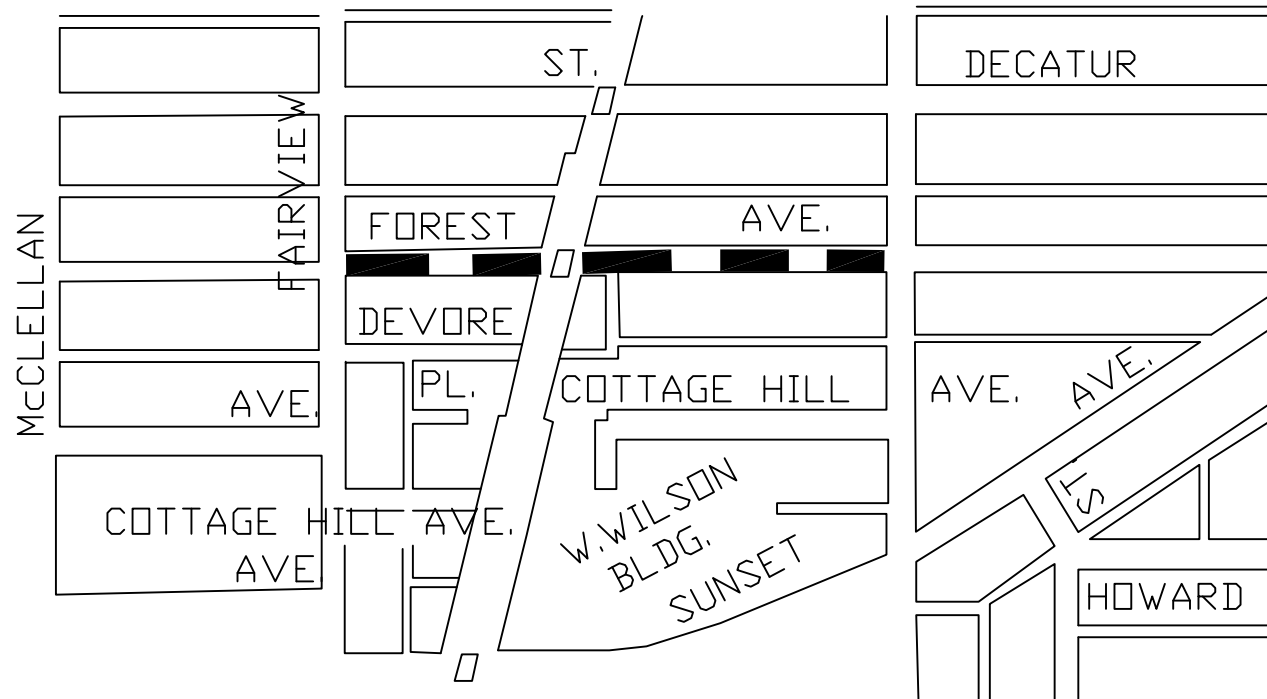 ST.
DECATUR
FAIRVIEW
McCLELLAN
FOREST
AVE.
DEVORE
PL.
COTTAGE HILL
AVE.
AVE.
AVE.
COTTAGE HILL AVE.
AVE.
ST.
W.WILSON
BLDG.
SUNSET
HOWARD